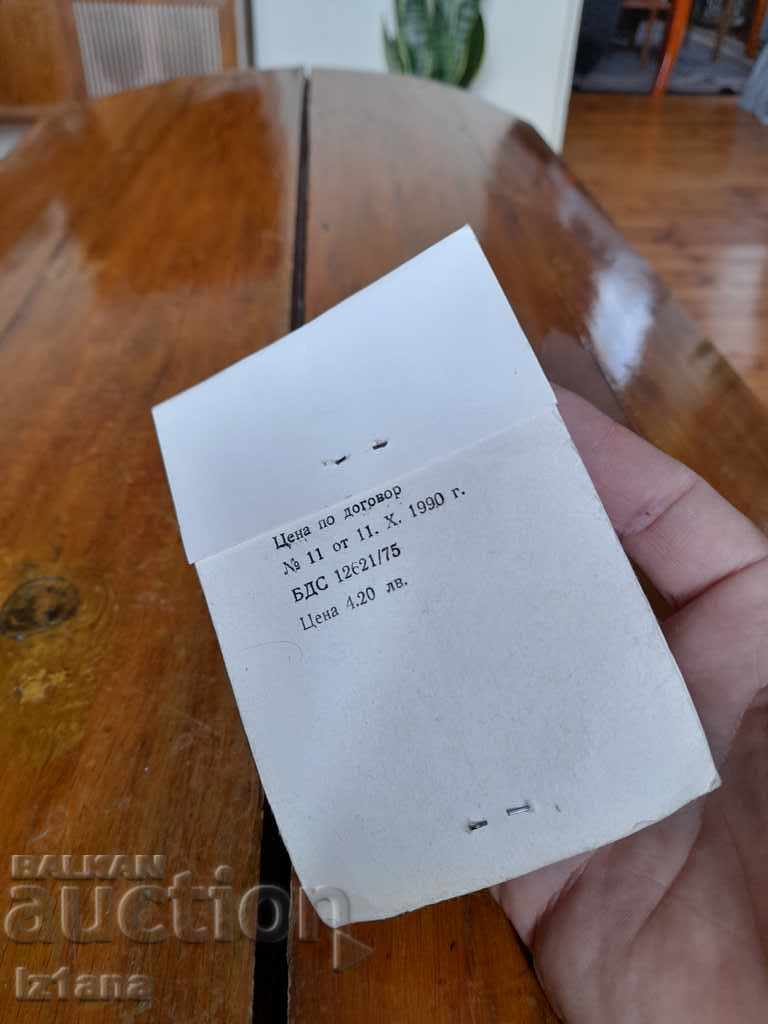 Цена по договор
№ 11 от 11. X. 1990 г.
БДС 12621/75
Цена 4.20 лв.
BALKAN
auction
Iz1ana